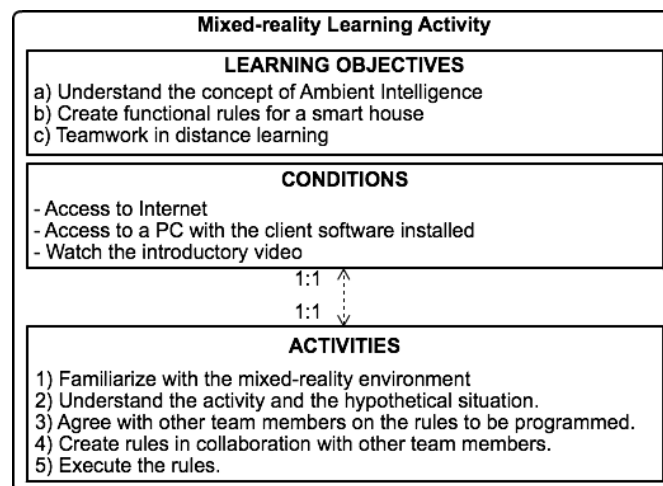 Mixed-reality Learning Activity
LEARNING OBJECTIVES
a) Understand the concept of Ambient Intelligence
b) Create functional rules for a smart house
c) Teamwork in distance learning
CONDITIONS
- Access to Internet
- Access to a PC with the client software installed
- Watch the introductory video
1:1
1:1
ACTIVITIES
1) Familiarize with the mixed-reality environment
2) Understand the activity and the hypothetical situation.
3) Agree with other team members on the rules to be programmed.
4) Create rules in collaboration with other team members.
5) Execute the rules.